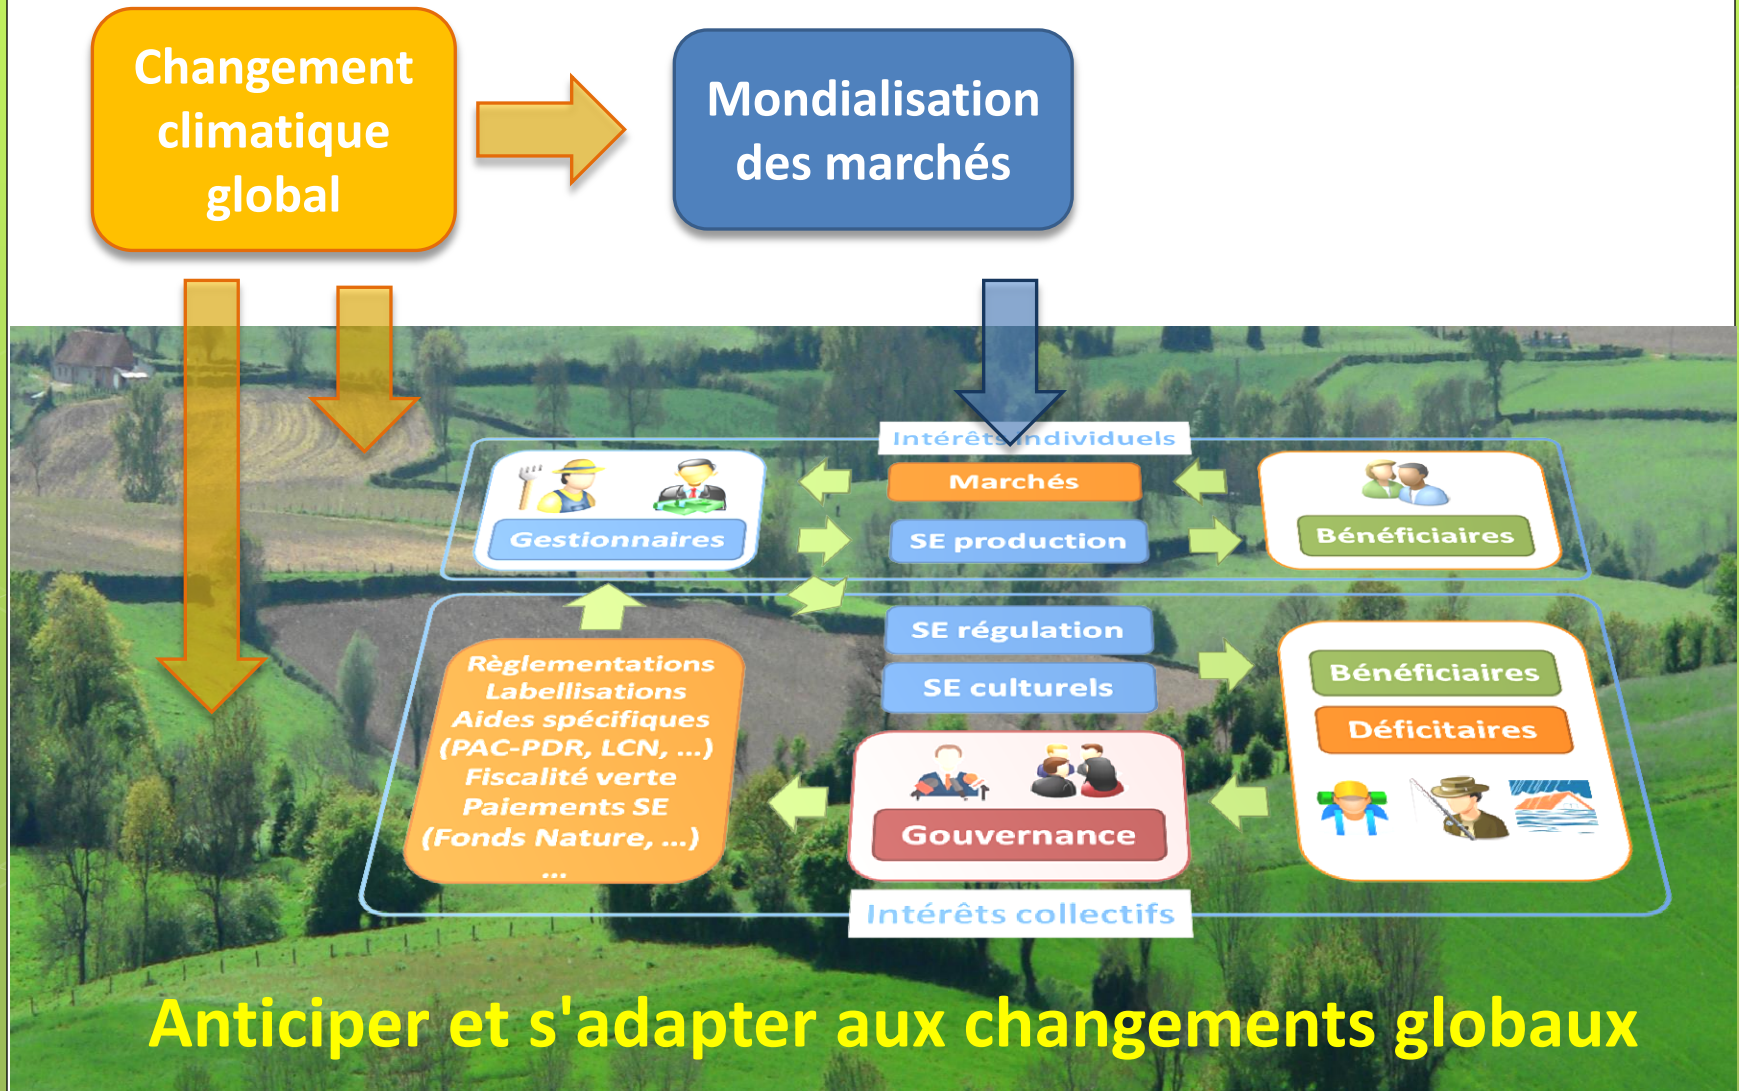 Changement
climatique
global
Mondialisation
des marchés
Intérêts individuels
Gestionnaires
Marchés
SE production
Bénéficiaires
Règlementations
Labellisations
Aides spécifiques
(PAC-PDR, LCN, ...)
Fiscalité verte
Paiements SE
(Fonds Nature, ...)
...
SE régulation
SE culturels
Gouvernance
Bénéficiaires
Déficitaires
Intérêts collectifs
Anticiper et s'adapter aux changements globaux